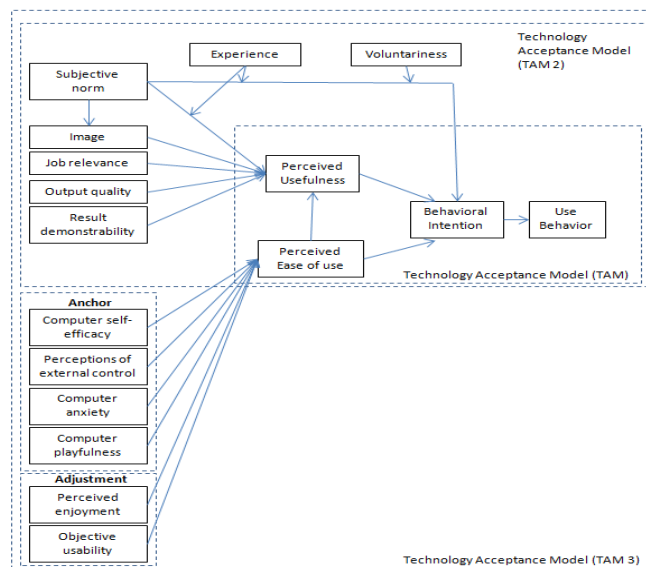 Technology
Acceptance Model
(TAM 2)
Experience
Voluntariness
Subjective
norm
Image
Job relevance
Output quality
Result
demonstrability
Perceived
Usefulness
Behavioral
Intention
Use
Behavior
Perceived
Ease of use
Technology Acceptance Model (TAM)
Anchor
Computer self-
efficacy
Perceptions of
external control
Computer
anxiety
Computer
playfulness
Adjustment
Perceived
enjoyment
Objective
usability
Technology Acceptance Model (TAM 3)